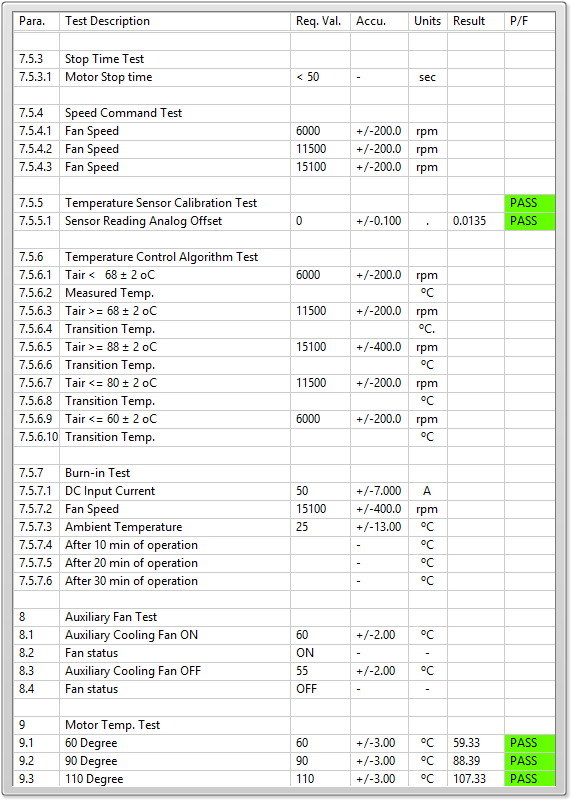 Para. Test Description Req. Val. Accu. Units Result P/F
7.5.3 Stop Time Test
7.5.3.1 Motor Stop time < 50 - sec
7.5.4 Speed Command Test
7.5.4.1 Fan Speed 6000 +/-200.0 rpm
7.5.4.2 Fan Speed 11500 +/-200.0 rpm
7.5.4.3 Fan Speed 15100 +/-200.0 rpm
7.5.5 Temperature Sensor Calibration Test PASS
7.5.5.1 Sensor Reading Analog Offset 0 +/-0.100 . 0.0135 PASS
7.5.6 Temperature Control Algorithm Test
7.5.6.1 Tair < 68 ± 2 oC 6000 +/-200.0 rpm
7.5.6.2 Measured Temp. ºC
7.5.6.3 Tair >= 68 ± 2 oC 11500 +/-200.0 rpm
7.5.6.4 Transition Temp. ºC.
7.5.6.5 Tair >= 88 ± 2 oC 15100 +/-400.0 rpm
7.5.6.6 Transition Temp. ºC
7.5.6.7 Tair <= 80 ± 2 oC 11500 +/-200.0 rpm
7.5.6.8 Transition Temp. ºC
7.5.6.9 Tair <= 60 ± 2 oC 6000 +/-200.0 rpm
7.5.6.10 Transition Temp. ºC
7.5.7 Burn-in Test
7.5.7.1 DC Input Current 50 +/-7.000 A
7.5.7.2 Fan Speed 15100 +/-400.0 rpm
7.5.7.3 Ambient Temperature 25 +/-13.00 ºC
7.5.7.4 After 10 min of operation - ºC
7.5.7.5 After 20 min of operation - ºC
7.5.7.6 After 30 min of operation - ºC
8 Auxiliary Fan Test
8.1 Auxiliary Cooling Fan ON 60 +/-2.00 ºC
8.2 Fan status ON - -
8.3 Auxiliary Cooling Fan OFF 55 +/-2.00 ºC
8.4 Fan status OFF - -
9 Motor Temp. Test
9.1 60 Degree 60 +/-3.00 ºC 59.33 PASS
9.2 90 Degree 90 +/-3.00 ºC 88.39 PASS
9.3 110 Degree 110 +/-3.00 ºC 107.33 PASS